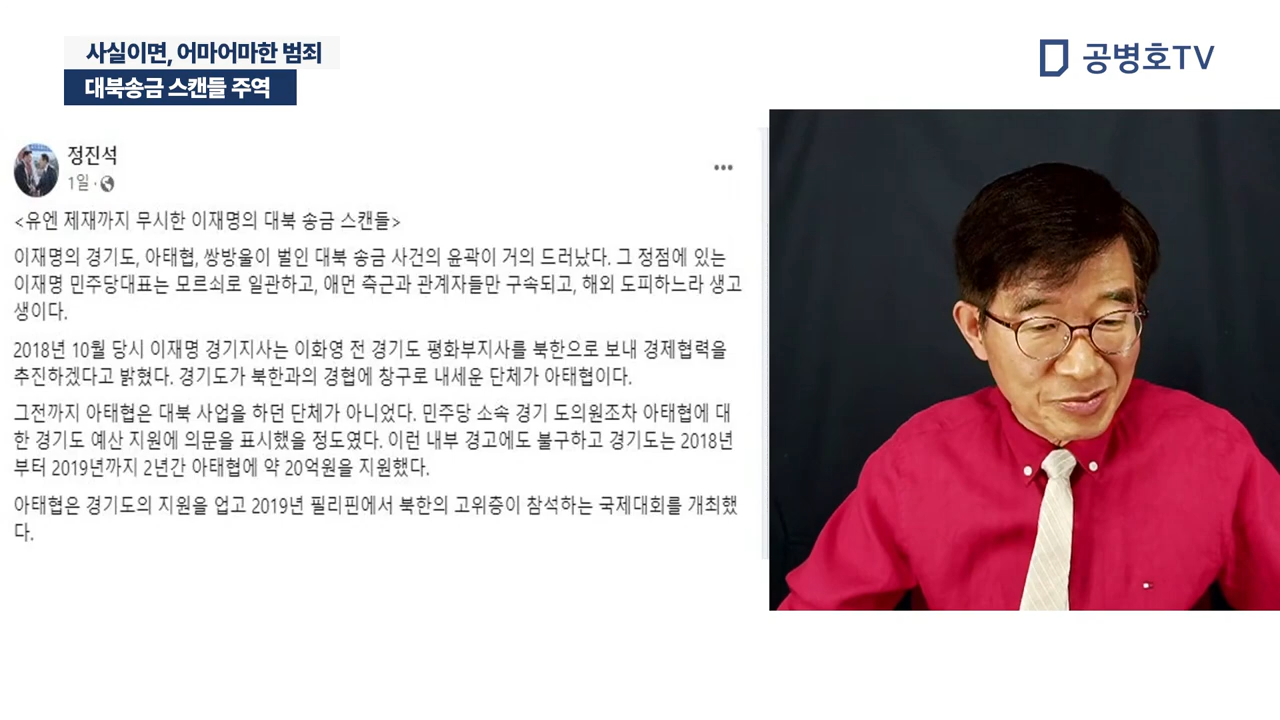 사실이면, 어마어마한 범죄
대북송금 스캔들 주역
공병호TV
정진석
1일 ·
<유엔 제재까지 무시한 이재명의 대북 송금 스캔들>
이재명의 경기도, 아태협, 쌍방울이 벌인 대북 송금 사건의 윤곽이 거의 드러났다. 그 정점에 있는
이재명 민주당대표는 모르쇠로 일관하고, 애먼 측근과 관계자들만 구속되고, 해외 도피하느라 생고
생이다.
2018년 10월 당시 이재명 경기지사는 이화영 전 경기도 평화부지사를 북한으로 보내 경제협력을
추진하겠다고 밝혔다. 경기도가 북한과의 경협에 창구로 내세운 단체가 아태협이다.
그전까지 아태협은 대북 사업을 하던 단체가 아니었다. 민주당 소속 경기 도의원조차 아태협에 대
한 경기도 예산 지원에 의문을 표시했을 정도였다. 이런 내부 경고에도 불구하고 경기도는 2018년
부터 2019년까지 2년간 아태협에 약 20억원을 지원했다.
아태협은 경기도의 지원을 업고 2019년 필리핀에서 북한의 고위층이 참석하는 국제대회를 개최했
다.